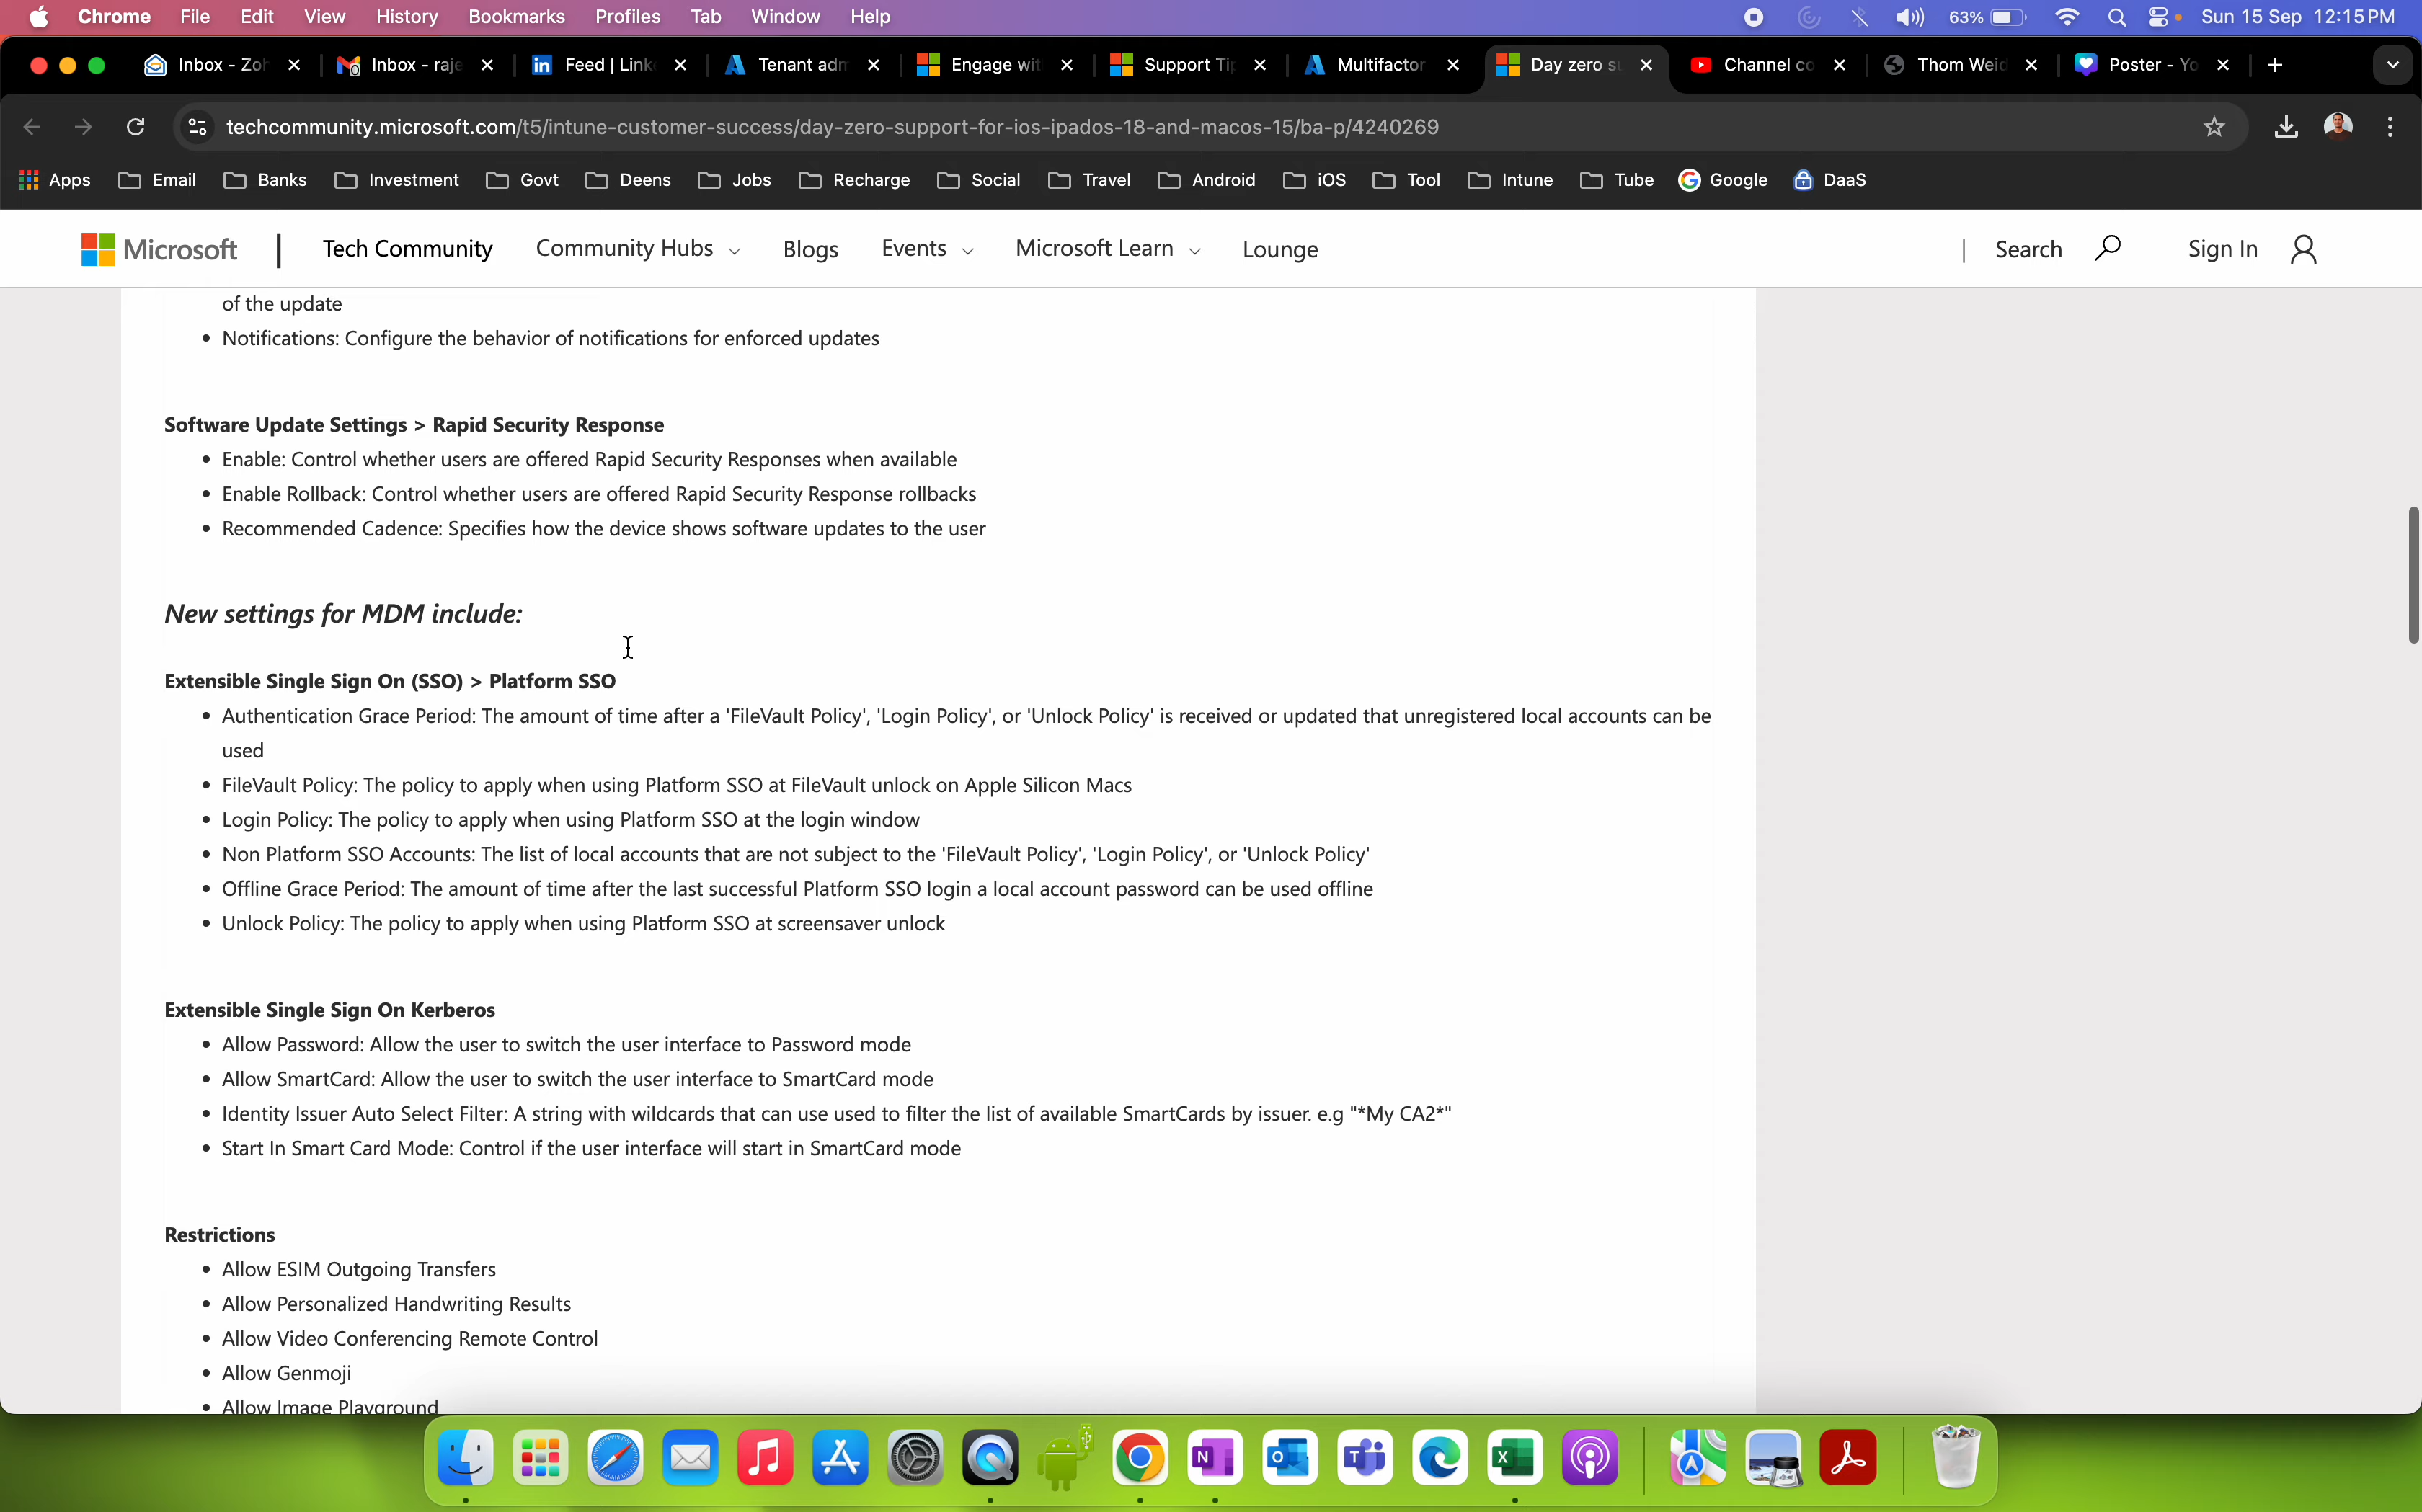 Chrome File Edit View History Bookmarks Profiles Tab Window Help 63% Sun 15 Sep 12:15 PM
Inbox - Zoh Inbox - raje Feed | Link Tenant adm Engage wit Support Tip Multifactor Day zero su Channel co Thom Weid Poster - Yo
techcommunity.microsoft.com/t5/intune-customer-success/day-zero-support-for-ios-ipados-18-and-macos-15/ba-p/4240269
Apps Email Banks Investment Govt Deens Jobs Recharge Social Travel Android iOS Tool Intune Tube Google DaaS
Microsoft Tech Community Community Hubs Blogs Events Microsoft Learn Lounge Search Sign In
of the update
• Notifications: Configure the behavior of notifications for enforced updates
Software Update Settings > Rapid Security Response
• Enable: Control whether users are offered Rapid Security Responses when available
• Enable Rollback: Control whether users are offered Rapid Security Response rollbacks
• Recommended Cadence: Specifies how the device shows software updates to the user
New settings for MDM include:
Extensible Single Sign On (SSO) > Platform SSO
• Authentication Grace Period: The amount of time after a 'FileVault Policy', 'Login Policy', or 'Unlock Policy' is received or updated that unregistered local accounts can be
used
• FileVault Policy: The policy to apply when using Platform SSO at FileVault unlock on Apple Silicon Macs
• Login Policy: The policy to apply when using Platform SSO at the login window
• Non Platform SSO Accounts: The list of local accounts that are not subject to the 'FileVault Policy', 'Login Policy', or 'Unlock Policy'
• Offline Grace Period: The amount of time after the last successful Platform SSO login a local account password can be used offline
• Unlock Policy: The policy to apply when using Platform SSO at screensaver unlock
Extensible Single Sign On Kerberos
• Allow Password: Allow the user to switch the user interface to Password mode
• Allow SmartCard: Allow the user to switch the user interface to SmartCard mode
• Identity Issuer Auto Select Filter: A string with wildcards that can use used to filter the list of available SmartCards by issuer. e.g "*My CA2*"
• Start In Smart Card Mode: Control if the user interface will start in SmartCard mode
Restrictions
• Allow ESIM Outgoing Transfers
• Allow Personalized Handwriting Results
• Allow Video Conferencing Remote Control
• Allow Genmoji
• Allow Image Playground